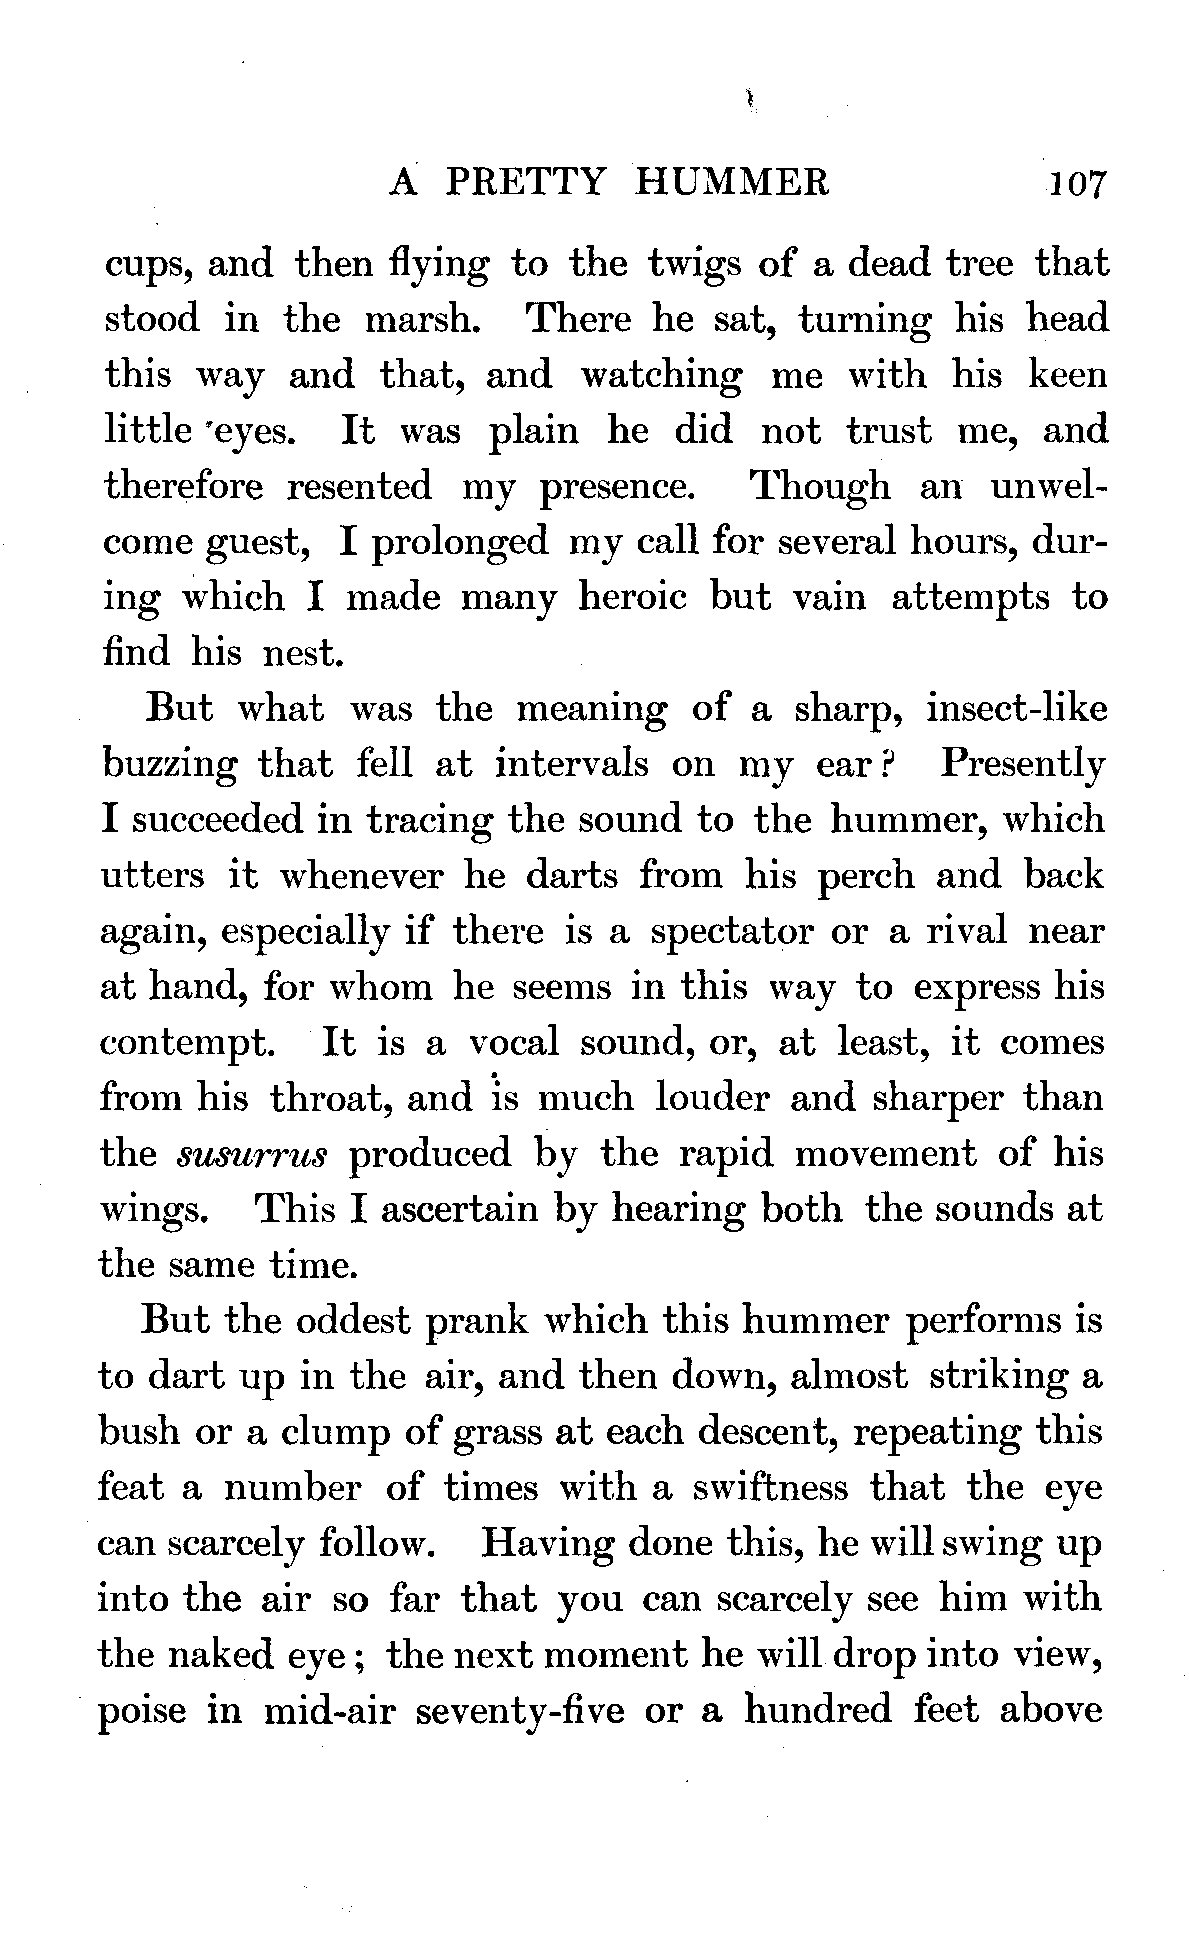 A PRETTY HUMMER 107
cups, and then flying to the twigs of a dead tree that
stood in the marsh. There he sat, turning his head
this way and that, and watching me with his keen
little eyes. It was plain he did not trust me, and
therefore resented my presence. Though an unwel-
come guest, I prolonged my call for several hours, dur-
ing which I made many heroic but vain attempts to
find his nest.
But what was the meaning of a sharp, insect-like
buzzing that fell at intervals on my ear? Presently
I succeeded in tracing the sound to the hummer, which
utters it whenever he darts from his perch and back
again, especially if there is a spectator or a rival near
at hand, for whom he seems in this way to express his
contempt. It is a vocal sound, or, at least, it comes
from his throat, and is much louder and sharper than
the susurrus produced by the rapid movement of his
wings. This I ascertain by hearing both the sounds at
the same time.
But the oddest prank which this hummer performs is
to dart up in the air, and then down, almost striking a
bush or a clump of grass at each descent, repeating this
feat a number of times with a swiftness that the eye
can scarcely follow. Having done this, he will swing up
into the air so far that you can scarcely see him with
the naked eye; the next moment he will drop into view,
poise in mid-air seventy-five or a hundred feet above